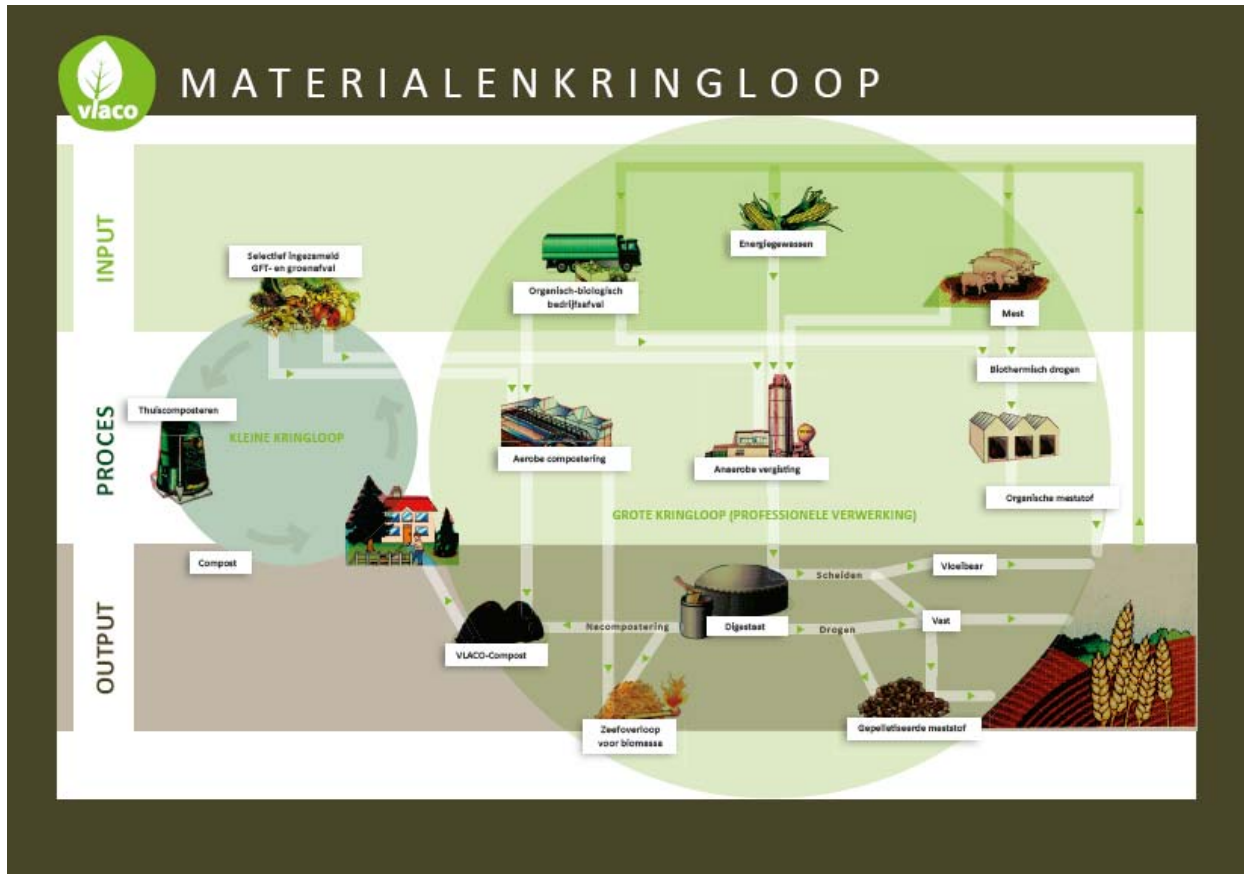 vlaco
MATERIALENKRINGLOOP
INPUT
Selectief ingezameld
GFT- en groenafval
Organisch-biologisch
bedrijfsafval
Energiegewassen
Mest
PROCES
Thuiscomposteren
KLEINE KRINGLOOP
Compost
Aerobe compostering
Anaerobe vergisting
Biothermisch drogen
Organische meststof
GROTE KRINGLOOP (PROFESSIONELE VERWERKING)
OUTPUT
VLACO-Compost
Nacompostering
Digestaat
Scheiden
Vloeibaar
Drogen
Vast
Zeefoverloop
voor biomassa
Gepelletiseerde meststof